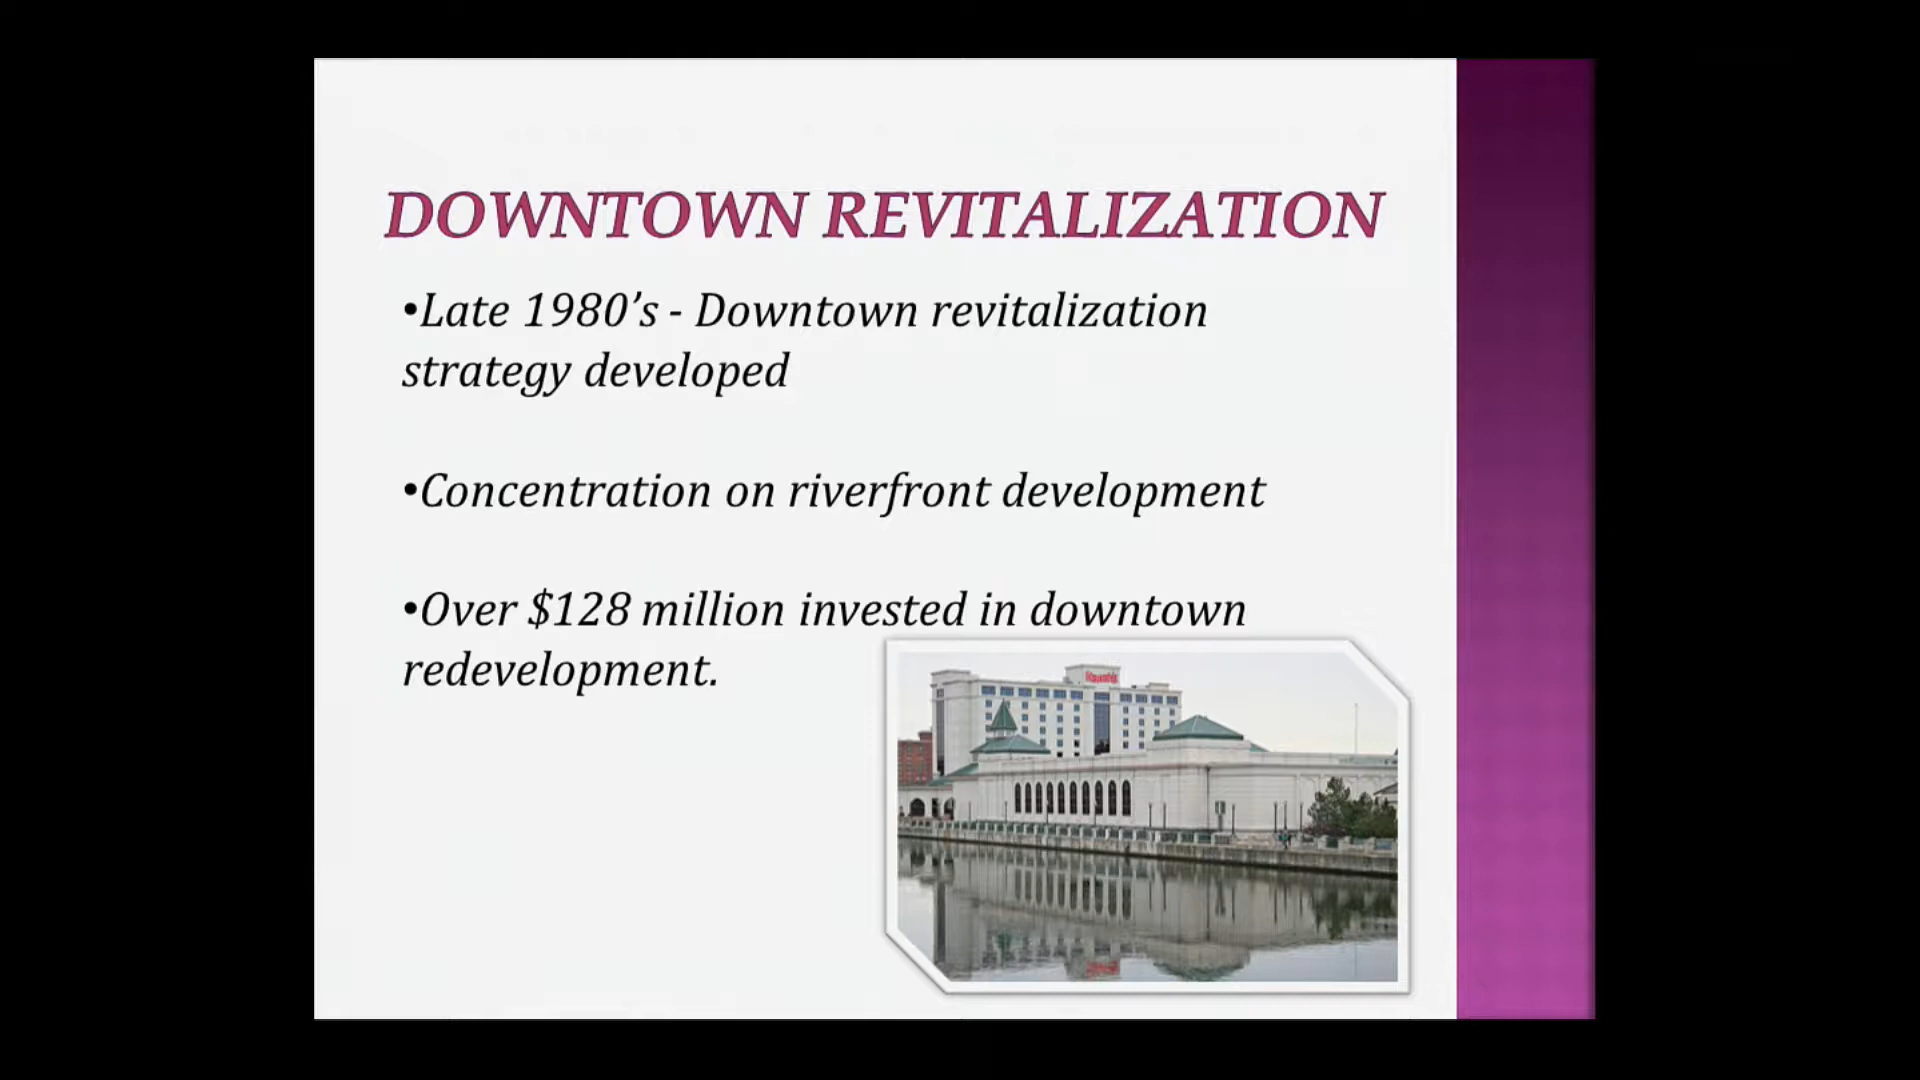 DOWNTOWN REVITALIZATION
•Late 1980’s - Downtown revitalization
strategy developed
•Concentration on riverfront development
•Over $128 million invested in downtown
redevelopment.